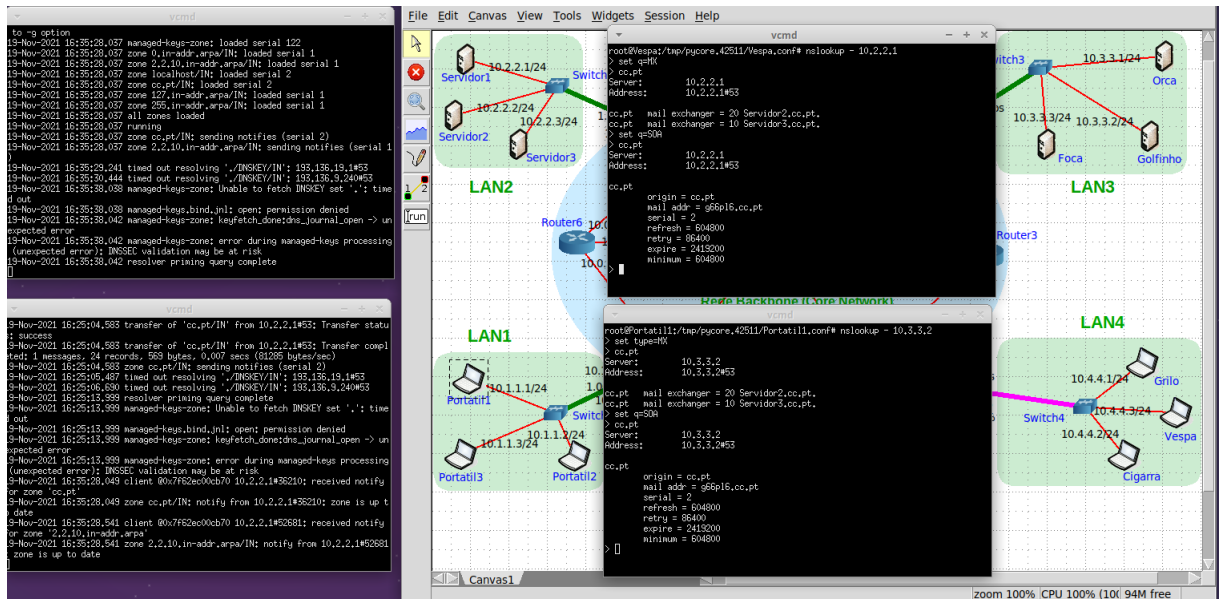 vcmd
to -g option
19-Nov-2021 16:35:28.037 managed-keys-zone: loaded serial 122
19-Nov-2021 16:35:28.037 zone 0.in-addr.arpa/IN: loaded serial 1
19-Nov-2021 16:35:28.037 zone 2.2.10.in-addr.arpa/IN: loaded serial 1
19-Nov-2021 16:35:28.037 zone localhost/IN: loaded serial 2
19-Nov-2021 16:35:28.037 zone cc.pt/IN: loaded serial 2
19-Nov-2021 16:35:28.037 zone 127.in-addr.arpa/IN: loaded serial 1
19-Nov-2021 16:35:28.037 zone 255.in-addr.arpa/IN: loaded serial 1
19-Nov-2021 16:35:28.037 all zones loaded
19-Nov-2021 16:35:28.037 running
19-Nov-2021 16:35:28.037 zone cc.pt/IN: sending notifies (serial 2)
19-Nov-2021 16:35:28.037 zone 2.2.10.in-addr.arpa/IN: sending notifies (serial 1
)
19-Nov-2021 16:35:29.241 timed out resolving './DNSKEY/IN': 193.136.19.1#53
19-Nov-2021 16:35:30.444 timed out resolving './DNSKEY/IN': 193.136.9.240#53
19-Nov-2021 16:35:38.038 managed-keys-zone: Unable to fetch DNSKEY set '.': time
d out
19-Nov-2021 16:35:38.038 managed-keys.bind.jnl: open: permission denied
19-Nov-2021 16:35:38.042 managed-keys-zone: keyfetch_done:dns_journal_open -> un
expected error
19-Nov-2021 16:35:38.042 managed-keys-zone: error during managed-keys processing
(unexpected error): DNSSEC validation may be at risk
19-Nov-2021 16:35:38.042 resolver priming query complete
vcmd
19-Nov-2021 16:25:04.583 transfer of 'cc.pt/IN' from 10.2.2.1#53: Transfer statu
s: success
19-Nov-2021 16:25:04.583 transfer of 'cc.pt/IN' from 10.2.2.1#53: Transfer compl
eted: 1 messages, 24 records, 569 bytes, 0.007 secs (81285 bytes/sec)
19-Nov-2021 16:25:04.583 zone cc.pt/IN: sending notifies (serial 2)
19-Nov-2021 16:25:05.487 timed out resolving './DNSKEY/IN': 193.136.19.1#53
19-Nov-2021 16:25:06.690 timed out resolving './DNSKEY/IN': 193.136.9.240#53
19-Nov-2021 16:25:13.999 resolver priming query complete
19-Nov-2021 16:25:13.999 managed-keys-zone: Unable to fetch DNSKEY set '.': time
d out
19-Nov-2021 16:25:13.999 managed-keys.bind.jnl: open: permission denied
19-Nov-2021 16:25:13.999 managed-keys-zone: keyfetch_done:dns_journal_open -> un
expected error
19-Nov-2021 16:25:13.999 managed-keys-zone: error during managed-keys processing
(unexpected error): DNSSEC validation may be at risk
19-Nov-2021 16:35:28.049 client @0x7f62ec00cb70 10.2.2.1#36210: received notify
for zone 'cc.pt'
19-Nov-2021 16:35:28.049 zone cc.pt/IN: notify from 10.2.2.1#36210: zone is up t
o date
19-Nov-2021 16:35:28.541 client @0x7f62ec00cb70 10.2.2.1#52681: received notify
for zone '2.2.10.in-addr.arpa'
19-Nov-2021 16:35:28.541 zone 2.2.10.in-addr.arpa/IN: notify from 10.2.2.1#52681
: zone is up to date
File Edit Canvas View Tools Widgets Session Help
1 2
run
Servidor1
10.2.2.1/24
Switch
10.2.2.2/24
10.2.2.3/24
Servidor2
Servidor3
LAN2
Router6
10.0
LAN1
10.1.1.1/24
Portatil1
Switch
10.1.1.2/24
10.1.1.3/24
Portatil3
Portatil2
vcmd
root@Vespa:/tmp/pycore.42511/Vespa.conf# nslookup - 10.2.2.1
> set q=MX
> cc.pt
Server: 10.2.2.1
Address: 10.2.2.1#53
cc.pt mail exchanger = 20 Servidor2.cc.pt.
cc.pt mail exchanger = 10 Servidor3.cc.pt.
> set q=SOA
> cc.pt
Server: 10.2.2.1
Address: 10.2.2.1#53
cc.pt
origin = cc.pt
mail addr = g66pl6.cc.pt
serial = 2
refresh = 604800
retry = 86400
expire = 2419200
minimum = 604800
>
Rede Backbone (Core Network)
vcmd
root@Portatil1:/tmp/pycore.42511/Portatil1.conf# nslookup - 10.3.3.2
> set type=MX
> cc.pt
Server: 10.3.3.2
Address: 10.3.3.2#53
cc.pt mail exchanger = 20 Servidor2.cc.pt.
cc.pt mail exchanger = 10 Servidor3.cc.pt.
> set q=SOA
> cc.pt
Server: 10.3.3.2
Address: 10.3.3.2#53
cc.pt
origin = cc.pt
mail addr = g66pl6.cc.pt
serial = 2
refresh = 604800
retry = 86400
expire = 2419200
minimum = 604800
>
witch3
10.3.3.1/24
Orca
10.3.3.3/24
10.3.3.2/24
Foca
Golfinho
LAN3
Router3
LAN4
10.4.4.1/24
Grilo
Switch4
10.4.4.3/24
10.4.4.2/24
Vespa
Cigarra
Canvas1
zoom 100% CPU 100% (100 94M free